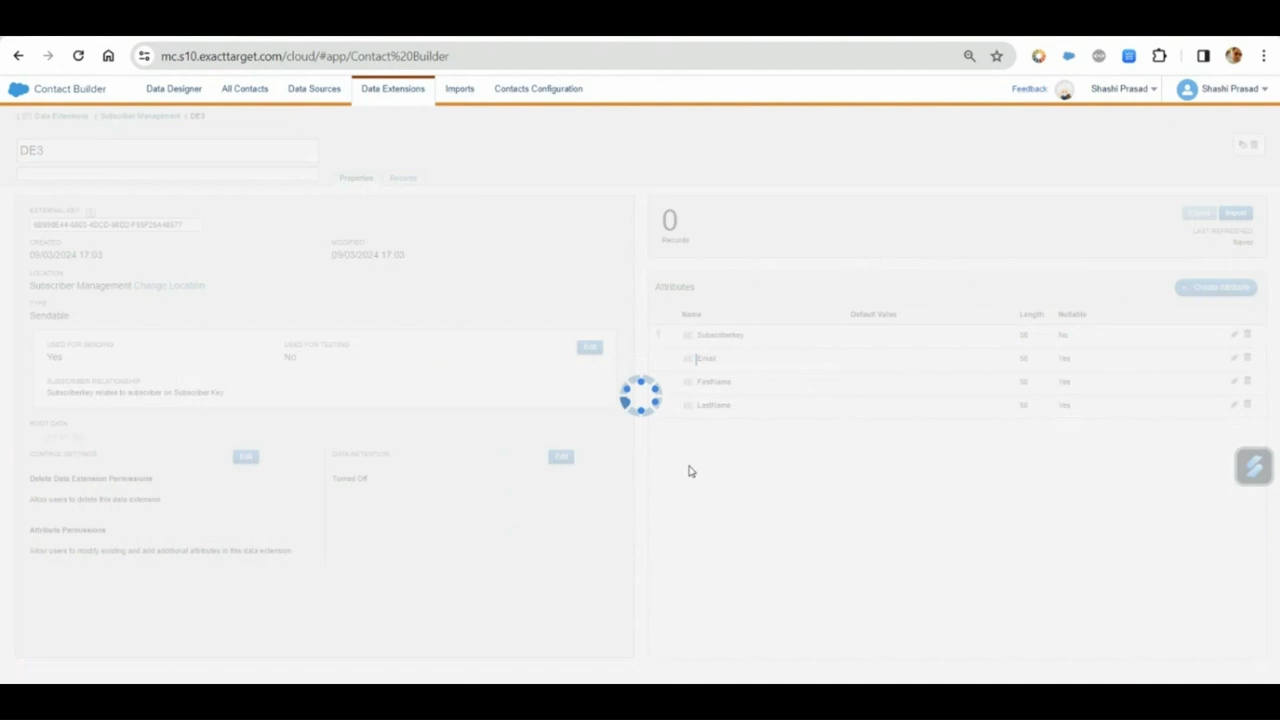 mc.s10.exacttarget.com/cloud/#app/Contact%20Builder
Contact Builder
Data Designer
All Contacts
Data Sources
Data Extensions
Imports
Contacts Configuration
Feedback
Shashi Prasad
Shashi Prasad
Data Extensions
Subscriber Management
DE3
DE3
Properties
Records
EXTERNAL KEY
CREATED
09/03/2024 17:03
MODIFIED
09/03/2024 17:03
LOCATION
Subscriber Management Change Location
TYPE
Sendable
USED FOR SENDING
Yes
USED FOR TESTING
No
Edit
SUBSCRIBER RELATIONSHIP
Subscriberkey relates to subscriber on Subscriber Key
ROOT DATA
CONTROL SETTINGS
Edit
Delete Data Extension Permissions
Allow users to delete this data extension
Attribute Permissions
Allow users to modify existing and add additional attributes in this data extension
DATA RETENTION
Edit
Turned Off
0
Records
Import
LAST REFRESHED
Never
Attributes
Create Attribute
Name Default Value Length Nullable
Subscriberkey 50 No
Email 50 Yes
FirstName 50 Yes
LastName 50 Yes